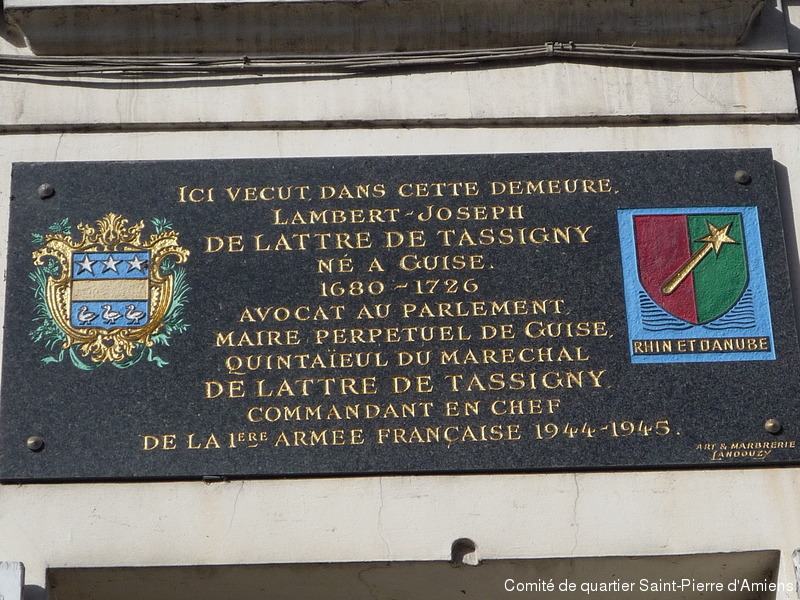 ICI VECUT, DANS CETTE DEMEURE,
LAMBERT-JOSEPH
DE LATTRE DE TASSIGNY
NÉ A GUISE.
1680 - 1726
AVOCAT AU PARLEMENT,
MAIRE PERPETUEL DE GUISE,
QUINTAÏEUL DU MARECHAL
DE LATTRE DE TASSIGNY,
COMMANDANT EN CHEF
DE LA 1ERE ARMEE FRANÇAISE 1944-1945.
RHIN ET DANUBE
ART & MARBRERIE
LANDOUZY
Comité de quartier Saint-Pierre d'Amiens